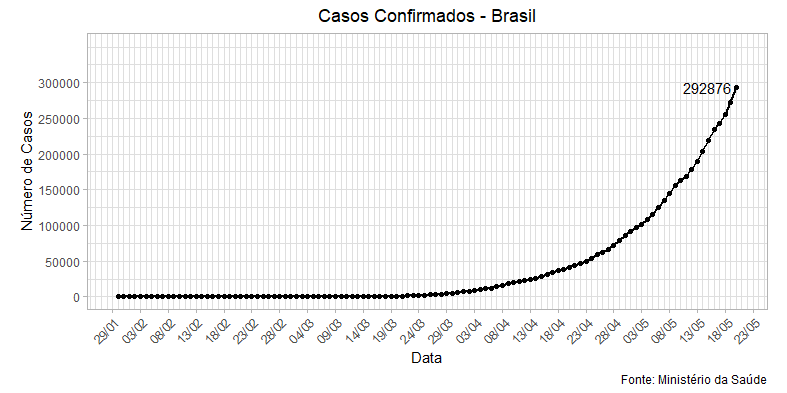 Casos Confirmados - Brasil
Número de Casos
300000
250000
200000
150000
100000
50000
0
292876
29/01 03/02 08/02 13/02 18/02 23/02 28/02 04/03 09/03 14/03 19/03 24/03 29/03 03/04 08/04 13/04 18/04 23/04 28/04 03/05 08/05 13/05 18/05 23/05
Data
Fonte: Ministério da Saúde